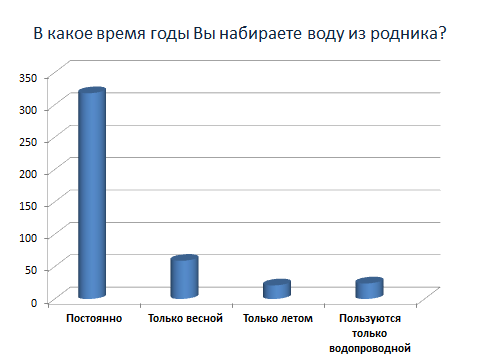 В какое время годы Вы набираете воду из родника?
350
300
250
200
150
100
50
0
Постоянно
Только весной
Только летом
Пользуются
только
водопроводной